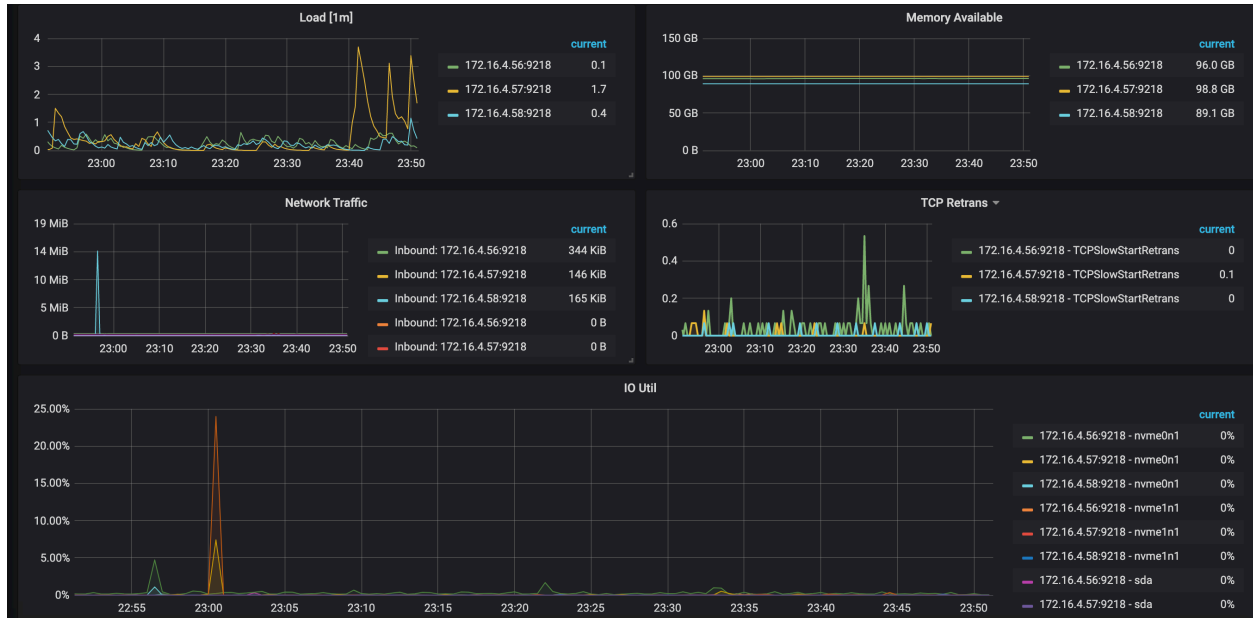 Load [1m]
4
3
2
1
0
23:00 23:10 23:20 23:30 23:40 23:50
current
172.16.4.56:9218 0.1
172.16.4.57:9218 1.7
172.16.4.58:9218 0.4
Memory Available
150 GB
100 GB
50 GB
0 B
23:00 23:10 23:20 23:30 23:40 23:50
current
172.16.4.56:9218 96.0 GB
172.16.4.57:9218 98.8 GB
172.16.4.58:9218 89.1 GB
Network Traffic
19 MiB
14 MiB
10 MiB
5 MiB
0 B
23:00 23:10 23:20 23:30 23:40 23:50
current
Inbound: 172.16.4.56:9218 344 KiB
Inbound: 172.16.4.57:9218 146 KiB
Inbound: 172.16.4.58:9218 165 KiB
Inbound: 172.16.4.56:9218 0 B
Inbound: 172.16.4.57:9218 0 B
TCP Retrans
0.6
0.4
0.2
0
23:00 23:10 23:20 23:30 23:40 23:50
current
172.16.4.56:9218 - TCPSlowStartRetrans 0
172.16.4.57:9218 - TCPSlowStartRetrans 0.1
172.16.4.58:9218 - TCPSlowStartRetrans 0
IO Util
25.00%
20.00%
15.00%
10.00%
5.00%
0%
22:55 23:00 23:05 23:10 23:15 23:20 23:25 23:30 23:35 23:40 23:45 23:50
current
172.16.4.56:9218 - nvme0n1 0%
172.16.4.57:9218 - nvme0n1 0%
172.16.4.58:9218 - nvme0n1 0%
172.16.4.56:9218 - nvme1n1 0%
172.16.4.57:9218 - nvme1n1 0%
172.16.4.58:9218 - nvme1n1 0%
172.16.4.56:9218 - sda 0%
172.16.4.57:9218 - sda 0%